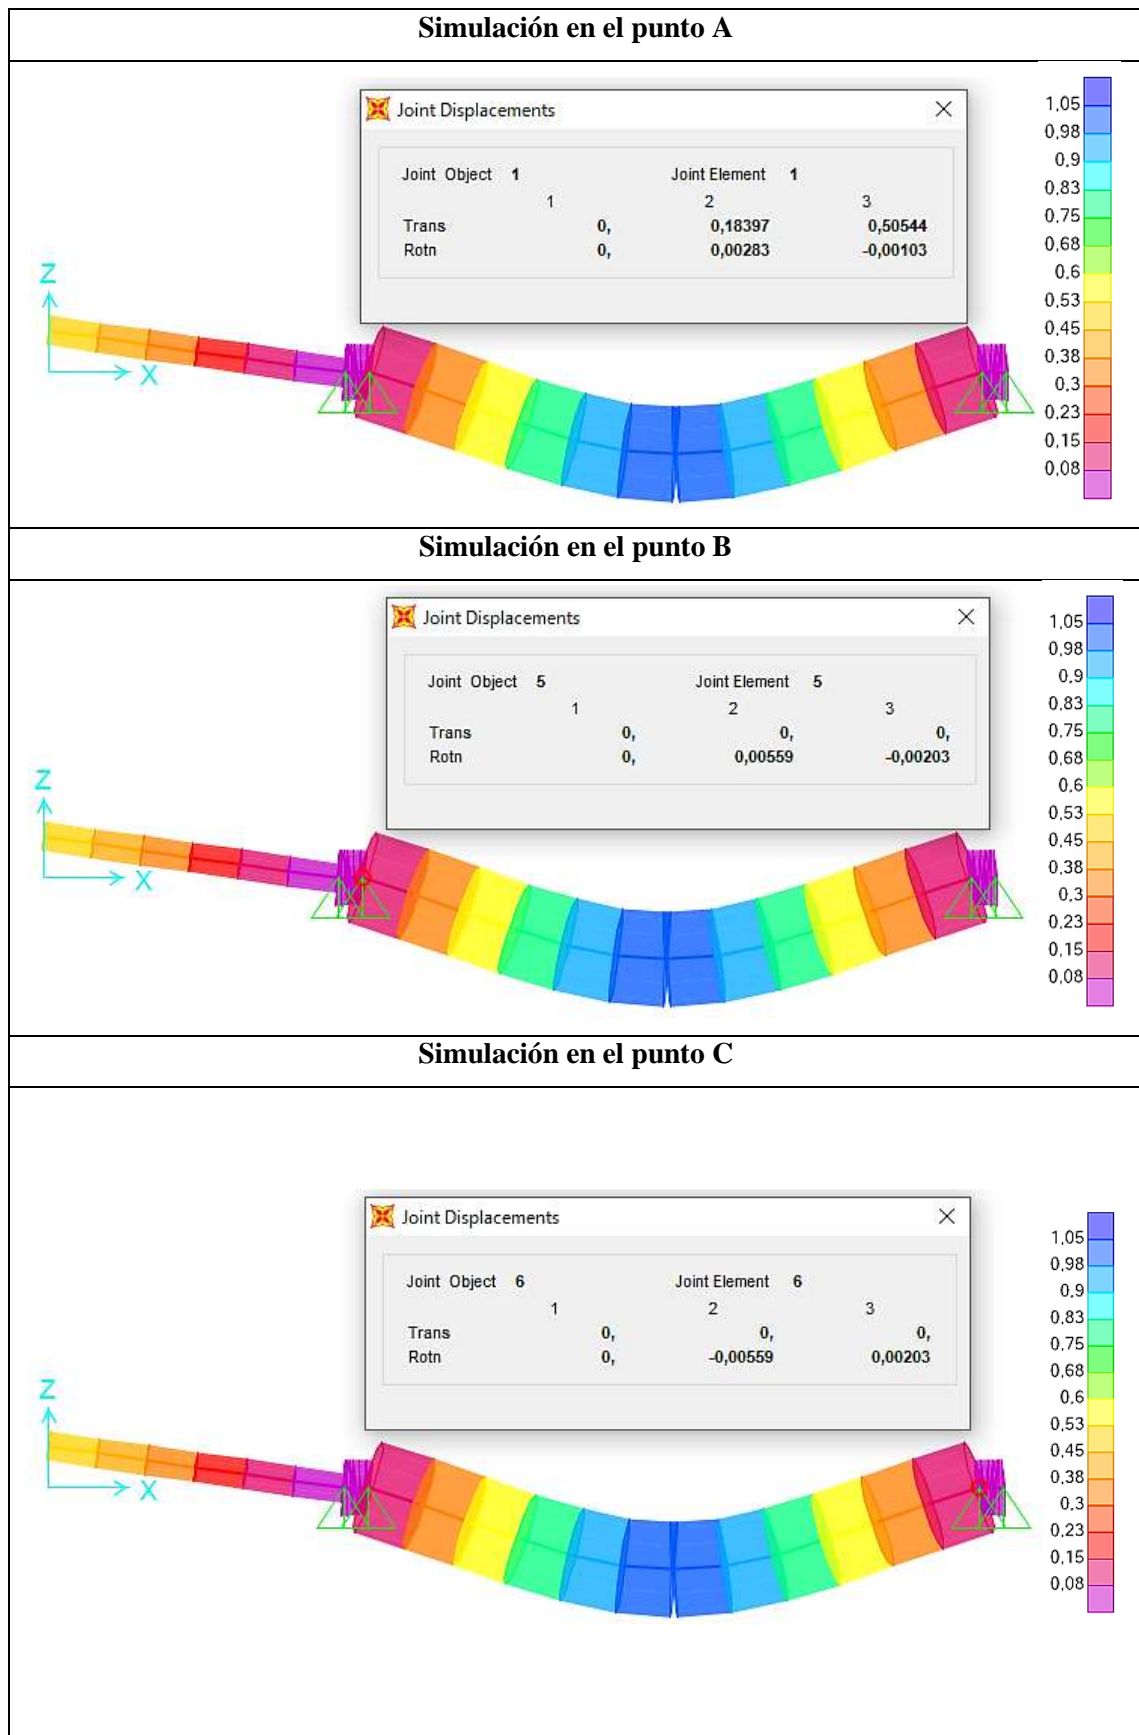 Simulación en el punto A
Joint Displacements
Joint Object 1 Joint Element 1
1 2 3
Trans 0, 0,18397 0,50544
Rotn 0, 0,00283 -0,00103
Z
X
1,05
0,98
0,9
0,83
0,75
0,68
0,6
0,53
0,45
0,38
0,3
0,23
0,15
0,08
Simulación en el punto B
Joint Displacements
Joint Object 5 Joint Element 5
1 2 3
Trans 0, 0, 0,
Rotn 0, 0,00559 -0,00203
Z
X
1,05
0,98
0,9
0,83
0,75
0,68
0,6
0,53
0,45
0,38
0,3
0,23
0,15
0,08
Simulación en el punto C
Joint Displacements
Joint Object 6 Joint Element 6
1 2 3
Trans 0, 0, 0,
Rotn 0, -0,00559 0,00203
Z
X
1,05
0,98
0,9
0,83
0,75
0,68
0,6
0,53
0,45
0,38
0,3
0,23
0,15
0,08